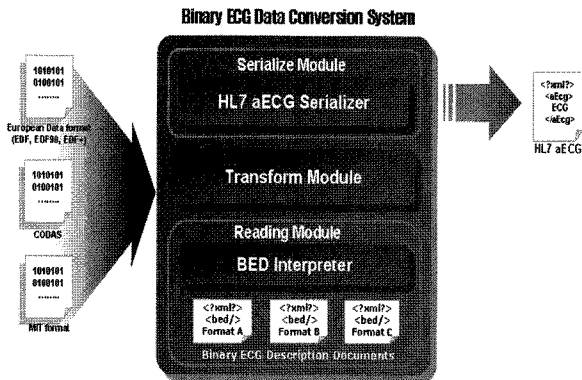 Binary ECG Data Conversion System
1010101
0100101
........
European Data format
(EDF, EDF98, EDF+)
1010101
0100101
........
CODAS
1010101
0100101
........
MIT format
Serialize Module
HL7 aECG Serializer
Transform Module
Reading Module
BED Interpreter
<?xml?>
<bed/>
Format A
<?xml?>
<bed/>
Format B
<?xml?>
<bed/>
Format C
Binary ECG Description Documents
<?xml?>
<aEcg>
ECG
</aEcg>
HL7 aECG